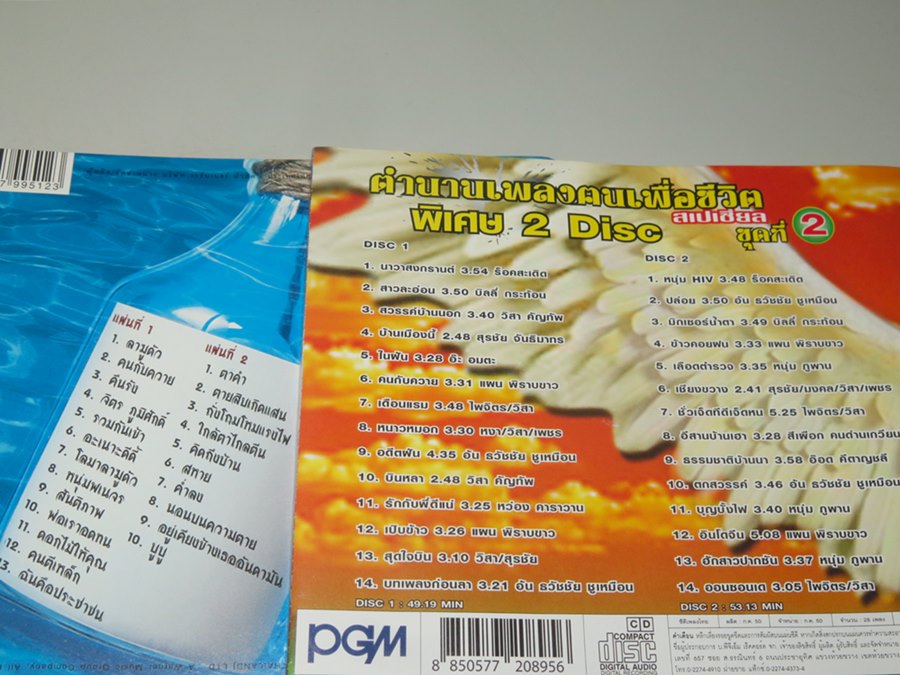 7 995123
แผ่นที่ 1
1. ลามูตัว
2. คนกับควาย
3. คืนรัง
4. จิตร ภูมิศักดิ์
5. รวมกันเข้า
6. อะเนาะดีดี้
7. โฉมาลามูตัว
8. หนุ่มพเนจร
9. สันติภาพ
10. พ่อเราอดทน
11. ดอกไม้ให้คุณ
12. คนตีเหล็ก
13. ฉันคือประชาชน
แผ่นที่ 2
1. ตาคำ
2. ตายสิบเกิดแสน
3. กับโกมโหมแรงไฟ
4. ใกล้ตาไกลตีน
5. คิดถึงบ้าน
6. สหาย
7. ค่ำลง
8. นอนบนความตาย
9. อยู่เคียงข้างเธออันดามัน
10. บูบู
ตำนานเพลงฅนเพื่อชีวิต
พิเศษ 2 Disc สเปเชียล ชุดที่ 2
DISC 1
1. นาวาสงกรานต์ 3.54 ร็อคสะเดิด
2. สาวละอ่อน 3.50 บิลลี่ กระท้อน
3. สวรรค์บ้านนอก 3.40 วิสา คัญทัพ
4. บ้านเมืองนี้ 2.48 สุรชัย จันธิมาทร
5. ในฝัน 3.28 อ๊ะ อมตะ
6. คนกับควาย 3.31 แผน พิราบขาว
7. เดือนแรม 3.48 ไพจิตร/วิสา
8. หนาวหมอก 3.30 หงา/วิสา/เพชร
9. อดีตฝัน 4.35 อัน ธวัชชัย ชูเหมือน
10. บินหลา 2.48 วิสา คัญทัพ
11. รักกับพี่ดีแน่ 3.25 หว่อง คาราวาน
12. เปิบข้าว 3.26 แผน พิราบขาว
13. สุดใจบิน 3.10 วิสา/สุรชัย
14. บทเพลงก่อนลา 3.21 อัน ธวัชชัย ชูเหมือน
DISC 1 : 49.19 MIN
DISC 2
1. หนุ่ม HIV 3.48 ร็อคสะเดิด
2. ปล่อย 3.50 อัน ธวัชชัย ชูเหมือน
3. มิกเซอร์น้ำตา 3.49 บิลลี่ กระท้อน
4. ข้าวคอยฝน 3.33 แผน พิราบขาว
5. เลือดตำรวจ 3.35 หนุ่ม ภูพาน
6. เซียงขวาง 2.41 สุรชัย/มงคล/วิสา/เพชร
7. ชั่วเจ็ดทีดีเจ็ดหน 5.25 ไพจิตร/วิสา
8. อีสานบ้านเฮา 3.28 สีเผือก คนด่านเกวียน
9. ธรรมชาติบ้านนา 3.58 อ๊อด คีตาญชลี
10. ตกสวรรค์ 3.46 อัน ธวัชชัย ชูเหมือน
11. บุญบั้งไฟ 3.40 หนุ่ม ภูพาน
12. อินโดจีน 5.08 แผน พิราบขาว
13. ฮักสาวปากซัน 3.37 หนุ่ม ภูพาน
14. ออนซอนเด 3.05 ไพจิตร/วิสา
DISC 2 : 53.13 MIN
PGM
8 850577 208956
CD
COMPACT
disc
DIGITAL AUDIO
ซีดีเพลงไทย
ผลิต : ก.ค. 50
จำหน่าย : ก.ค. 50
จำนวน : 28 เพลง